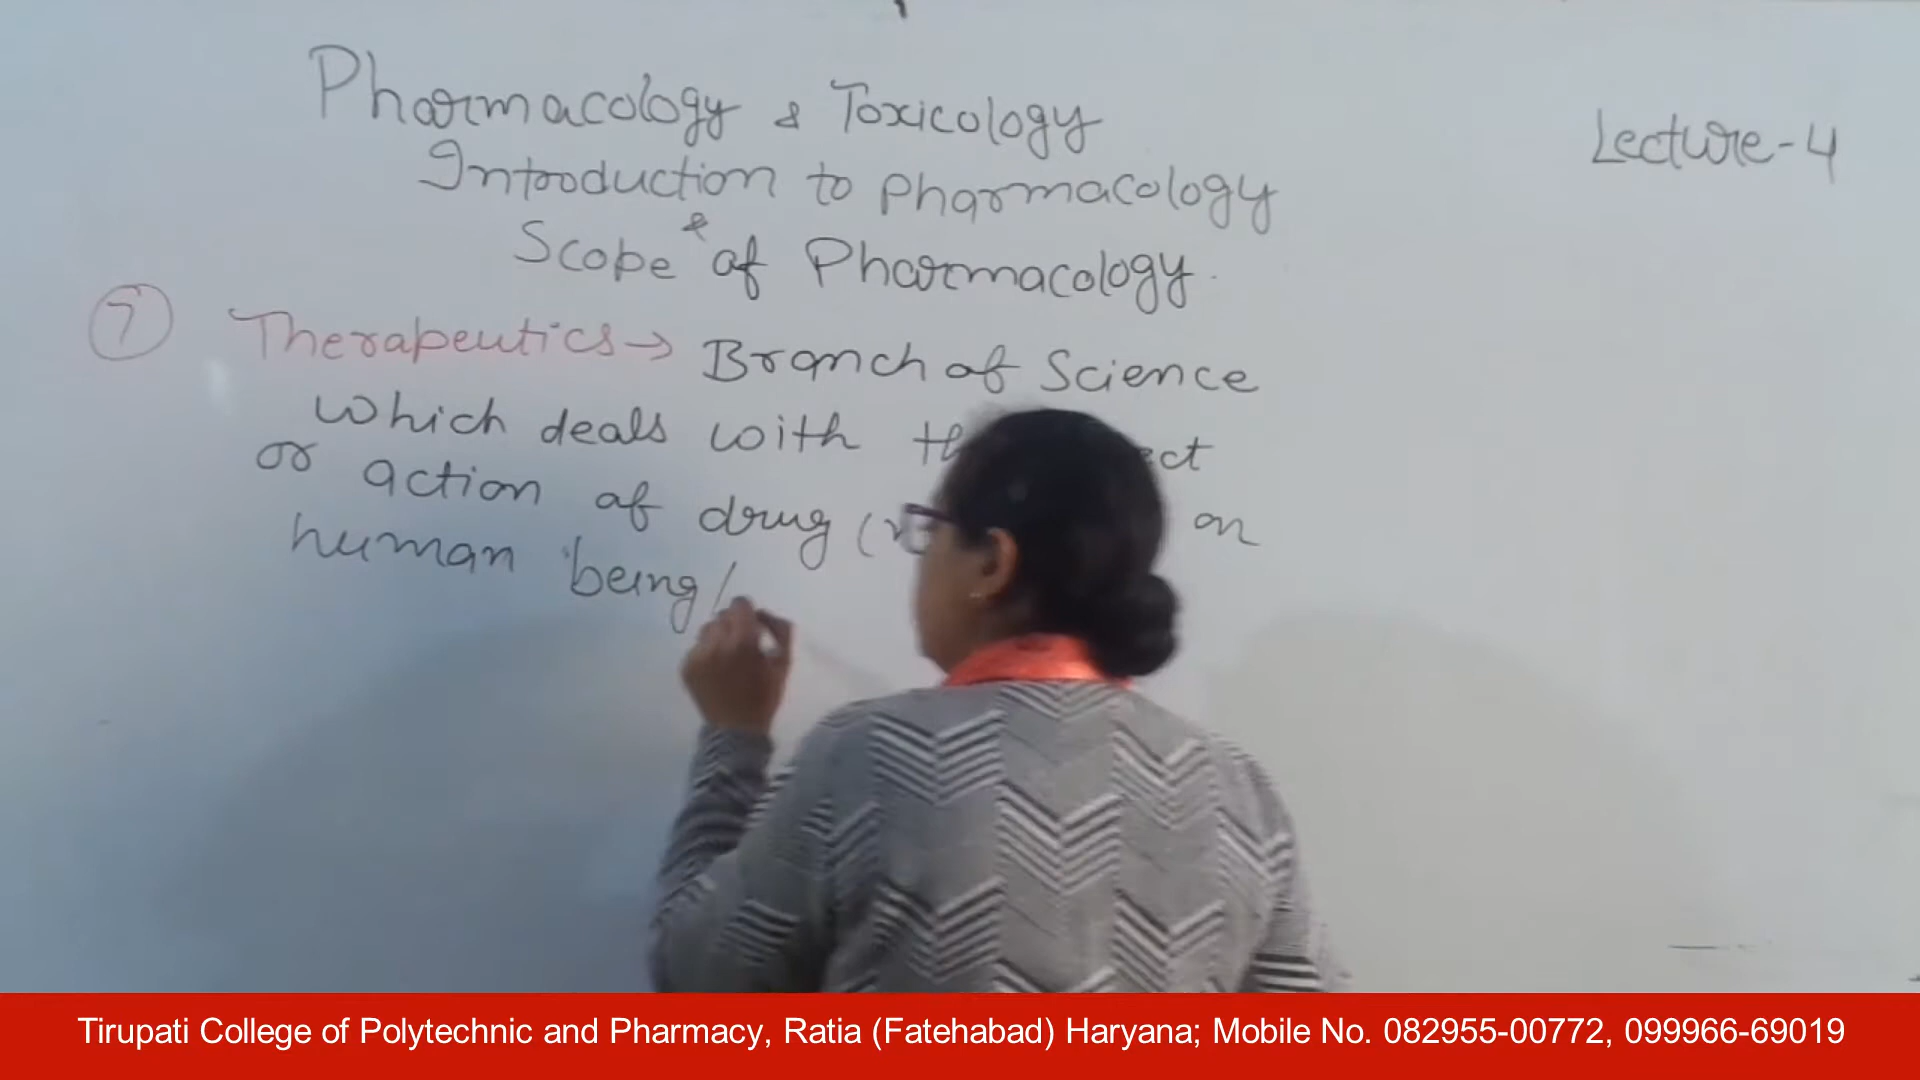 Pharmacology & Toxicology
Lecture-4
Introduction to Pharmacology
&
Scope of Pharmacology.
7 Therapeutics → Branch of Science
which deals with
or action of drug ( on
human being/
Tirupati College of Polytechnic and Pharmacy, Ratia (Fatehabad) Haryana; Mobile No. 082955-00772, 099966-69019